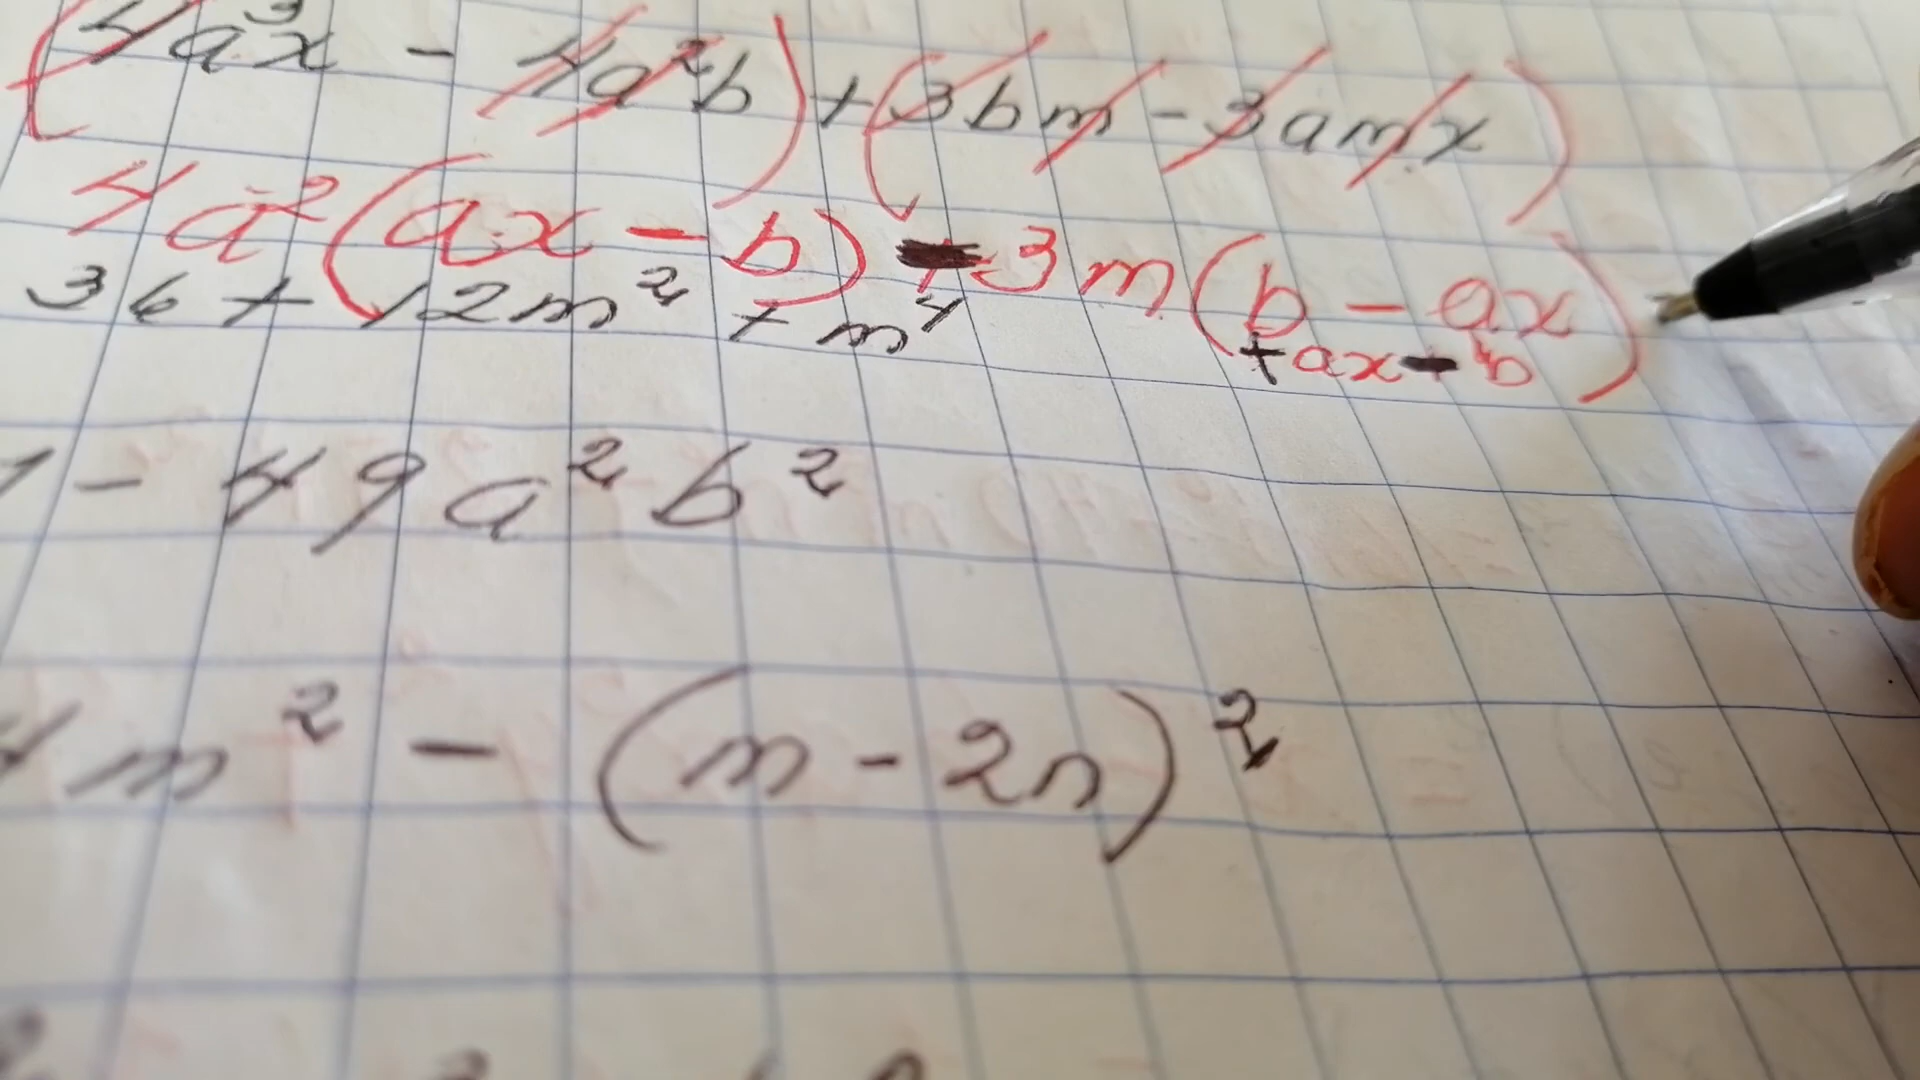 (4a³x - 4a²b) + (3bm - 3amx)
4a²(ax - b) - 3m(b - ax)
+ax - b
36 + 12m² + m⁴
1 - 49a²b²
4m² - (m - 2n)²